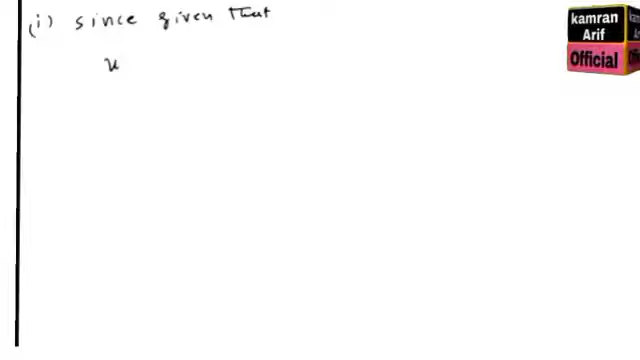 (i) since given that
x
kamran
Arif
Official